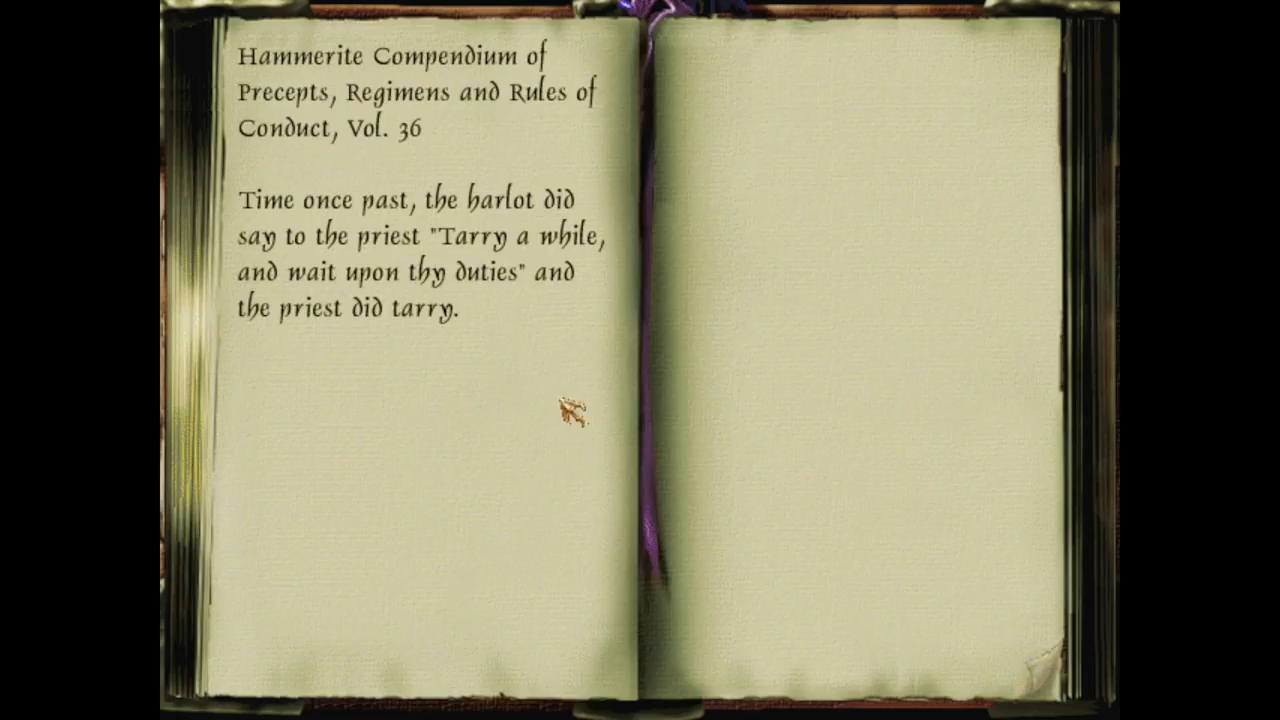 Hammerite Compendium of
Precepts, Regimens and Rules of
Conduct, Vol. 36
Time once past, the harlot did
say to the priest "Tarry a while,
and wait upon thy duties" and
the priest did tarry.